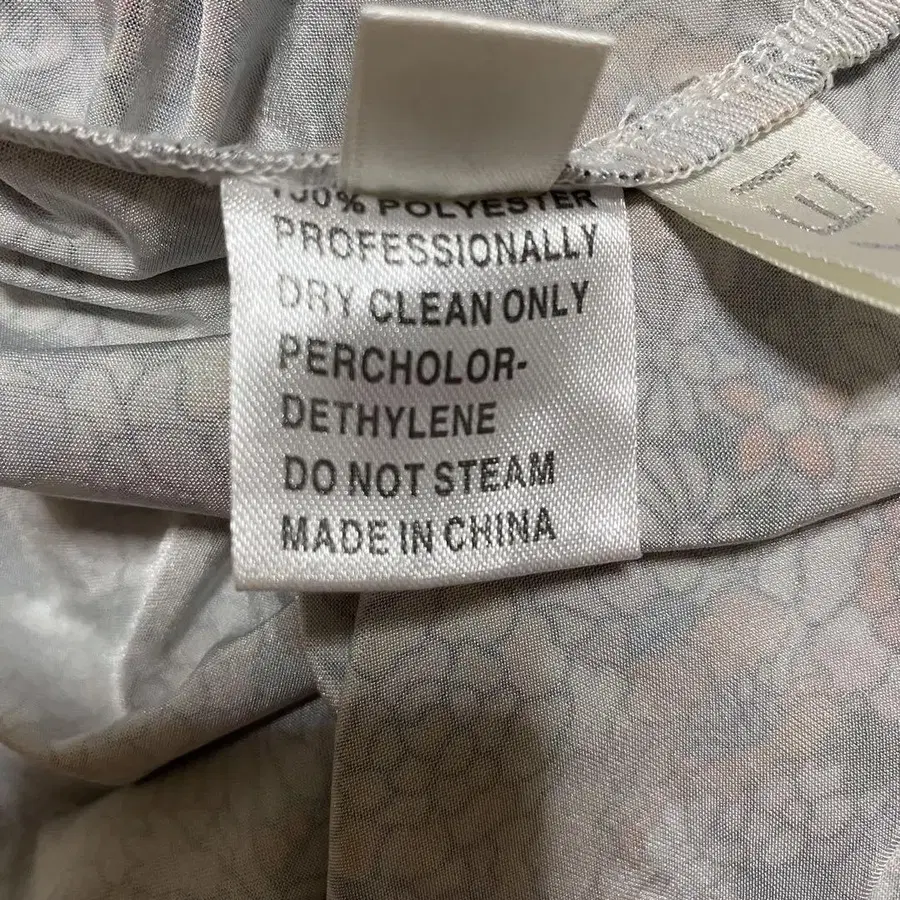 100% POLYESTER
PROFESSIONALLY
DRY CLEAN ONLY
PERCHOLOR-
DETHYLENE
DO NOT STEAM
MADE IN CHINA